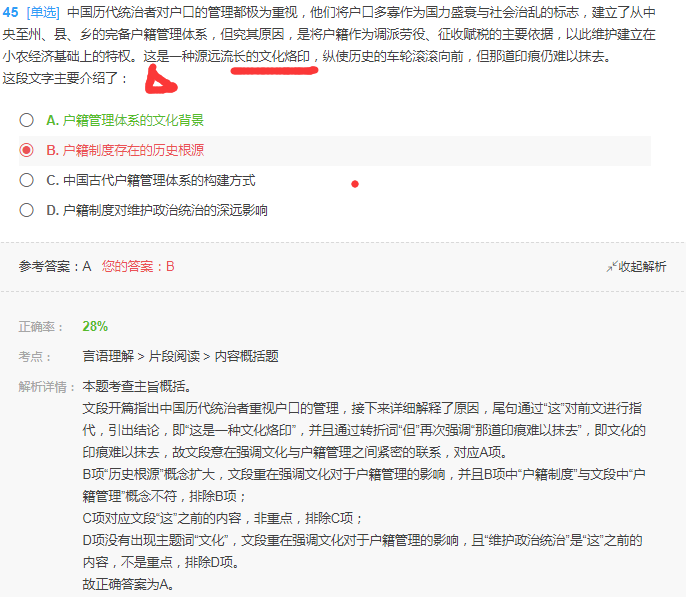 45 [单选] 中国历代统治者对户口的管理都极为重视，他们将户口多寡作为国力盛衰与社会治乱的标志，建立了从中
央至州、县、乡的完备户籍管理体系，但究其原因，是将户籍作为调派劳役、征收赋税的主要依据，以此维护建立在
小农经济基础上的特权。这是一种源远流长的文化烙印，纵使历史的车轮滚滚向前，但那道印痕仍难以抹去。
这段文字主要介绍了：
A. 户籍管理体系的文化背景
B. 户籍制度存在的历史根源
C. 中国古代户籍管理体系的构建方式
D. 户籍制度对维护政治统治的深远影响
参考答案：A 您的答案：B 收起解析
正确率： 28%
考点： 言语理解 > 片段阅读 > 内容概括题
解析详情： 本题考查主旨概括。
文段开篇指出中国历代统治者重视户口的管理，接下来详细解释了原因，尾句通过“这”对前文进行指
代，引出结论，即“这是一种文化烙印”，并且通过转折词“但”再次强调“那道印痕难以抹去”，即文化的
印痕难以抹去，故文段意在强调文化与户籍管理之间紧密的联系，对应A项。
B项“历史根源”概念扩大，文段重在强调文化对于户籍管理的影响，并且B项中“户籍制度”与文段中“户
籍管理”概念不符，排除B项；
C项对应文段“这”之前的内容，非重点，排除C项；
D项没有出现主题词“文化”，文段重在强调文化对于户籍管理的影响，且“维护政治统治”是“这”之前的
内容，不是重点，排除D项。
故正确答案为A。